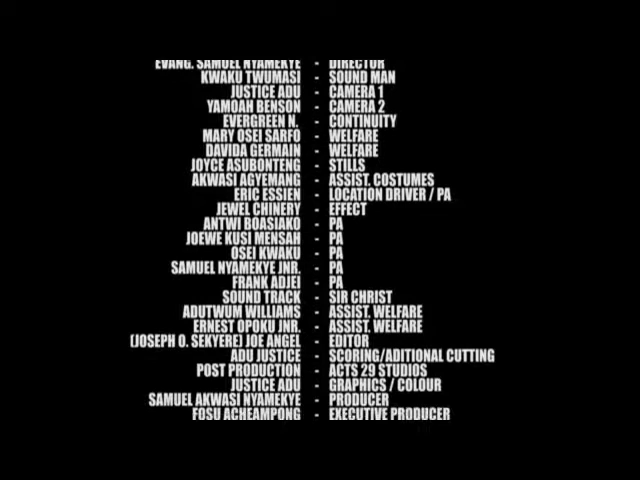 EVANG. SAMUEL NYAMEKYE - DIRECTOR
KWAKU TWUMASI - SOUND MAN
JUSTICE ADU - CAMERA 1
YAMOAH BENSON - CAMERA 2
EVERGREEN N. - CONTINUITY
MARY OSEI SARFO - WELFARE
DAVIDA GERMAIN - WELFARE
JOYCE ASUBONTENG - STILLS
AKWASI AGYEMANG - ASSIST. COSTUMES
ERIC ESSIEN - LOCATION DRIVER / PA
JEWEL CHINERY - EFFECT
ANTWI BOASIAKO - PA
JOEWE KUSI MENSAH - PA
OSEI KWAKU - PA
SAMUEL NYAMEKYE JNR. - PA
FRANK ADJEI - PA
SOUND TRACK - SIR CHRIST
ADUTWUM WILLIAMS - ASSIST. WELFARE
ERNEST OPOKU JNR. - ASSIST. WELFARE
(JOSEPH O. SEKYERE) JOE ANGEL - EDITOR
ADU JUSTICE - SCORING/ADITIONAL CUTTING
POST PRODUCTION - ACTS 29 STUDIOS
JUSTICE ADU - GRAPHICS / COLOUR
SAMUEL AKWASI NYAMEKYE - PRODUCER
FOSU ACHEAMPONG - EXECUTIVE PRODUCER